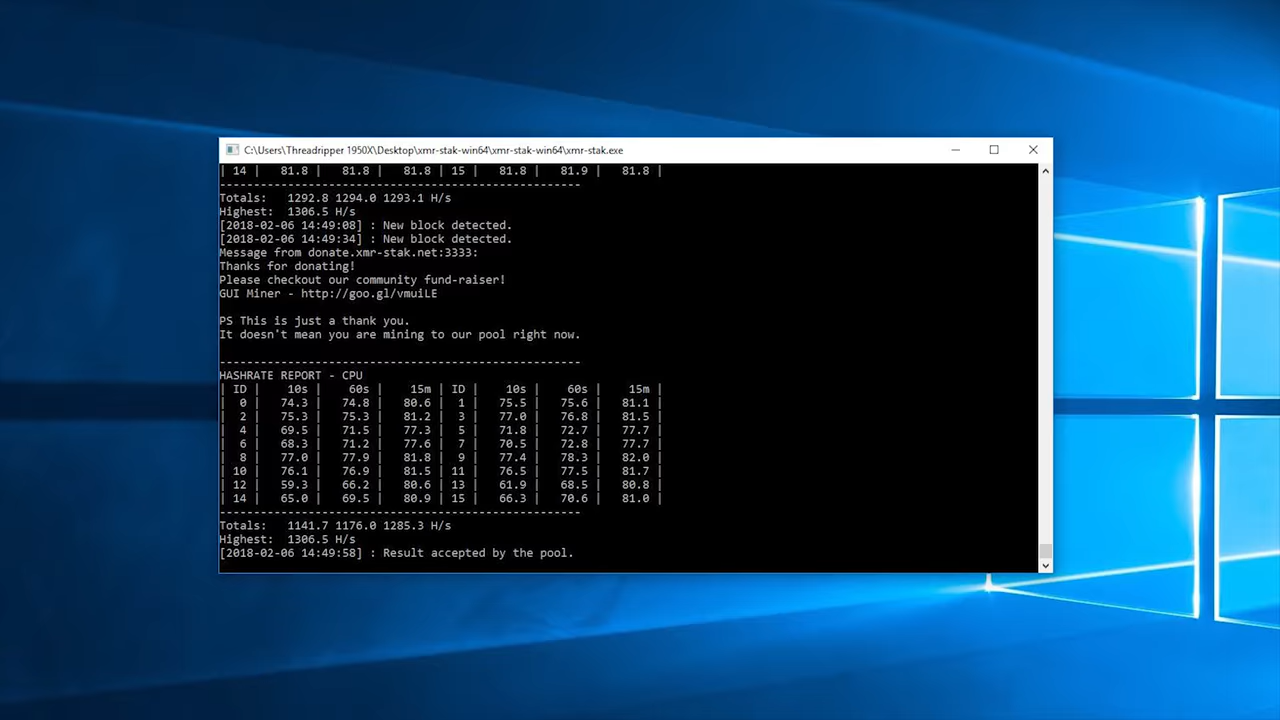 C:\Users\Threadripper 1950X\Desktop\xmr-stak-win64\xmr-stak-win64\xmr-stak.exe
| 14 | 81.8 | 81.8 | 81.8 | 15 | 81.8 | 81.9 | 81.8 |
-----------------------------------------------------
Totals: 1292.8 1294.0 1293.1 H/s
Highest: 1306.5 H/s
[2018-02-06 14:49:08] : New block detected.
[2018-02-06 14:49:34] : New block detected.
Message from donate.xmr-stak.net:3333:
Thanks for donating!
Please checkout our community fund-raiser!
GUI Miner - http://goo.gl/vmuiLE
PS This is just a thank you.
It doesn't mean you are mining to our pool right now.
-----------------------------------------------------
HASHRATE REPORT - CPU
| ID | 10s | 60s | 15m | ID | 10s | 60s | 15m |
| 0 | 74.3 | 74.8 | 80.6 | 1 | 75.5 | 75.6 | 81.1 |
| 2 | 75.3 | 75.3 | 81.2 | 3 | 77.0 | 76.8 | 81.5 |
| 4 | 69.5 | 71.5 | 77.3 | 5 | 71.8 | 72.7 | 77.7 |
| 6 | 68.3 | 71.2 | 77.6 | 7 | 70.5 | 72.8 | 77.7 |
| 8 | 77.0 | 77.9 | 81.8 | 9 | 77.4 | 78.3 | 82.0 |
| 10 | 76.1 | 76.9 | 81.5 | 11 | 76.5 | 77.5 | 81.7 |
| 12 | 59.3 | 66.2 | 80.6 | 13 | 61.9 | 68.5 | 80.8 |
| 14 | 65.0 | 69.5 | 80.9 | 15 | 66.3 | 70.6 | 81.0 |
-----------------------------------------------------
Totals: 1141.7 1176.0 1285.3 H/s
Highest: 1306.5 H/s
[2018-02-06 14:49:58] : Result accepted by the pool.